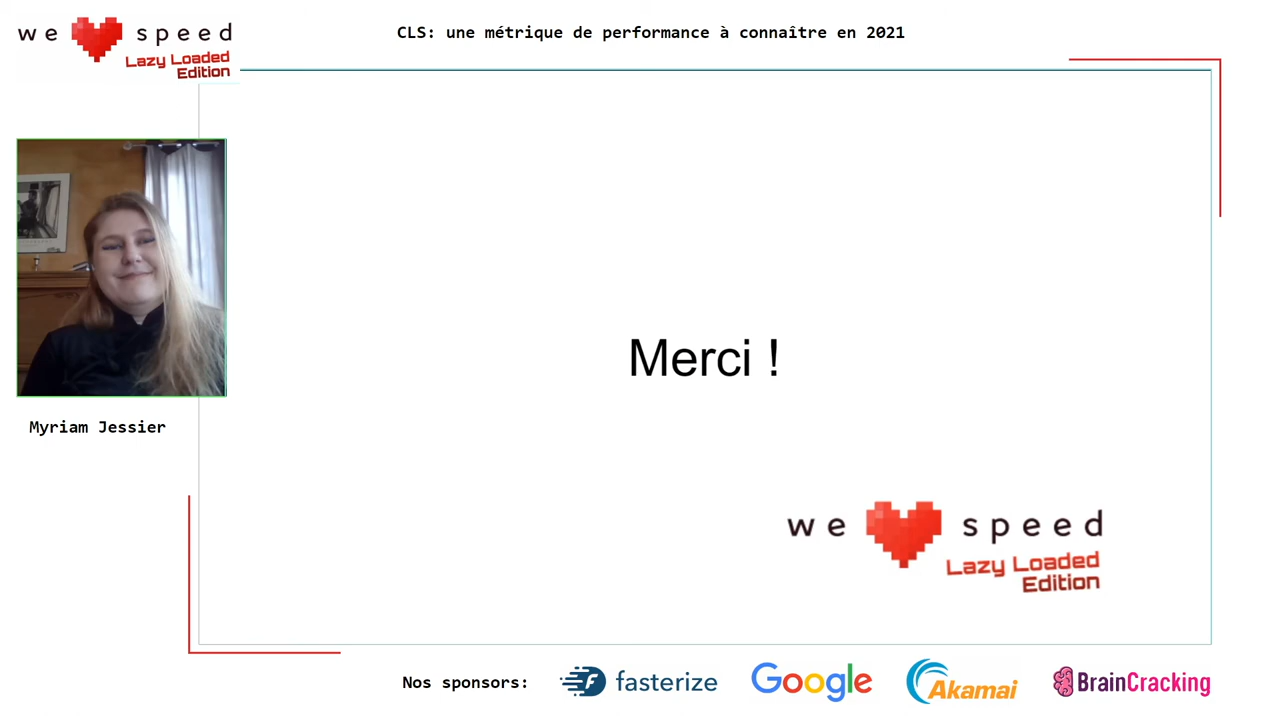 we speed
Lazy Loaded
Edition
CLS: une métrique de performance à connaître en 2021
Myriam Jessier
Merci !
we speed
Lazy Loaded
Edition
Nos sponsors: fasterize Google Akamai BrainCracking